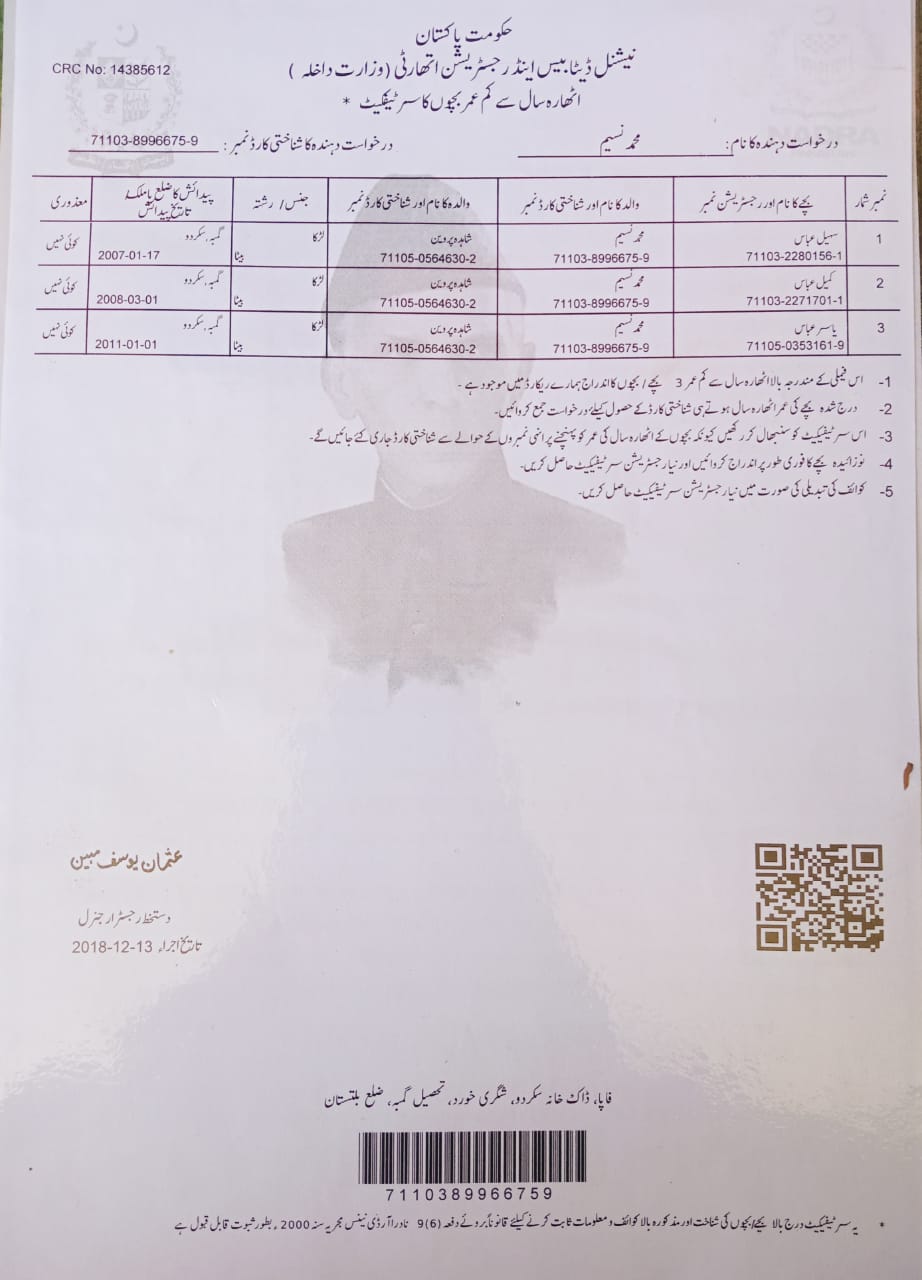 حکومت پاکستان
نیشنل ڈیٹا بیس اینڈ رجسٹریشن اتھارٹی (وزارت داخلہ)
CRC No: 14385612
اٹھارہ سال سے کم عمر بچوں کا سرٹیفکیٹ *
درخواست دہندہ کا نام: محمد نسیم درخواست دہندہ کا شناختی کارڈ نمبر: 71103-8996675-9
نمبر شمار بچے کا نام اور رجسٹریشن نمبر والد کا نام اور شناختی کارڈ نمبر والدہ کا نام اور شناختی کارڈ نمبر جنس / رشتہ پیدائش کا ضلع یا ملک / تاریخ پیدائش معذوری
1 سہیل عباس محمد نسیم شاہدہ پروین لڑکا گمبہ، سکردو کوئی نہیں
71103-2280156-1 71103-8996675-9 71105-0564630-2 بیٹا 2007-01-17
2 کمیل عباس محمد نسیم شاہدہ پروین لڑکا گمبہ، سکردو کوئی نہیں
71103-2271701-1 71103-8996675-9 71105-0564630-2 بیٹا 2008-03-01
3 یاسر عباس محمد نسیم شاہدہ پروین لڑکا گمبہ، سکردو کوئی نہیں
71105-0353161-9 71103-8996675-9 71105-0564630-2 بیٹا 2011-01-01
1- اس فیملی کے مندرجہ بالا اٹھارہ سال سے کم عمر 3 بچے / بچوں کا اندراج ہمارے ریکارڈ میں موجود ہے -
2- درج شدہ بچے کی عمر اٹھارہ سال ہوتے ہی شناختی کارڈ کے حصول کیلئے درخواست جمع کروائیں-
3- اس سرٹیفکیٹ کو سنبھال کر رکھیں کیونکہ بچوں کے اٹھارہ سال کی عمر کو پہنچنے پر انہی نمبروں کے حوالے سے شناختی کارڈ جاری کئے جائیں گے-
4- نوزائیدہ بچے کا فوری طور پر اندراج کروائیں اور نیا رجسٹریشن سرٹیفکیٹ حاصل کریں-
5- کوائف کی تبدیلی کی صورت میں نیا رجسٹریشن سرٹیفکیٹ حاصل کریں-
عثمان یوسف مبین
دستخط رجسٹرار جنرل
تاریخ اجراء 2018-12-13
فاپا، ڈاک خانہ سکردو، شگری خورد، تحصیل گمبہ، ضلع بلتستان
7110389966759
* یہ سرٹیفکیٹ درج بالا بچے/بچوں کی شناخت اور مذکورہ بالا کوائف و معلومات ثابت کرنے کیلئے قانوناً بروئے دفعہ (6)9 نادرا آرڈی نینس مجریہ سنہ 2000ء بطور ثبوت قابل قبول ہے